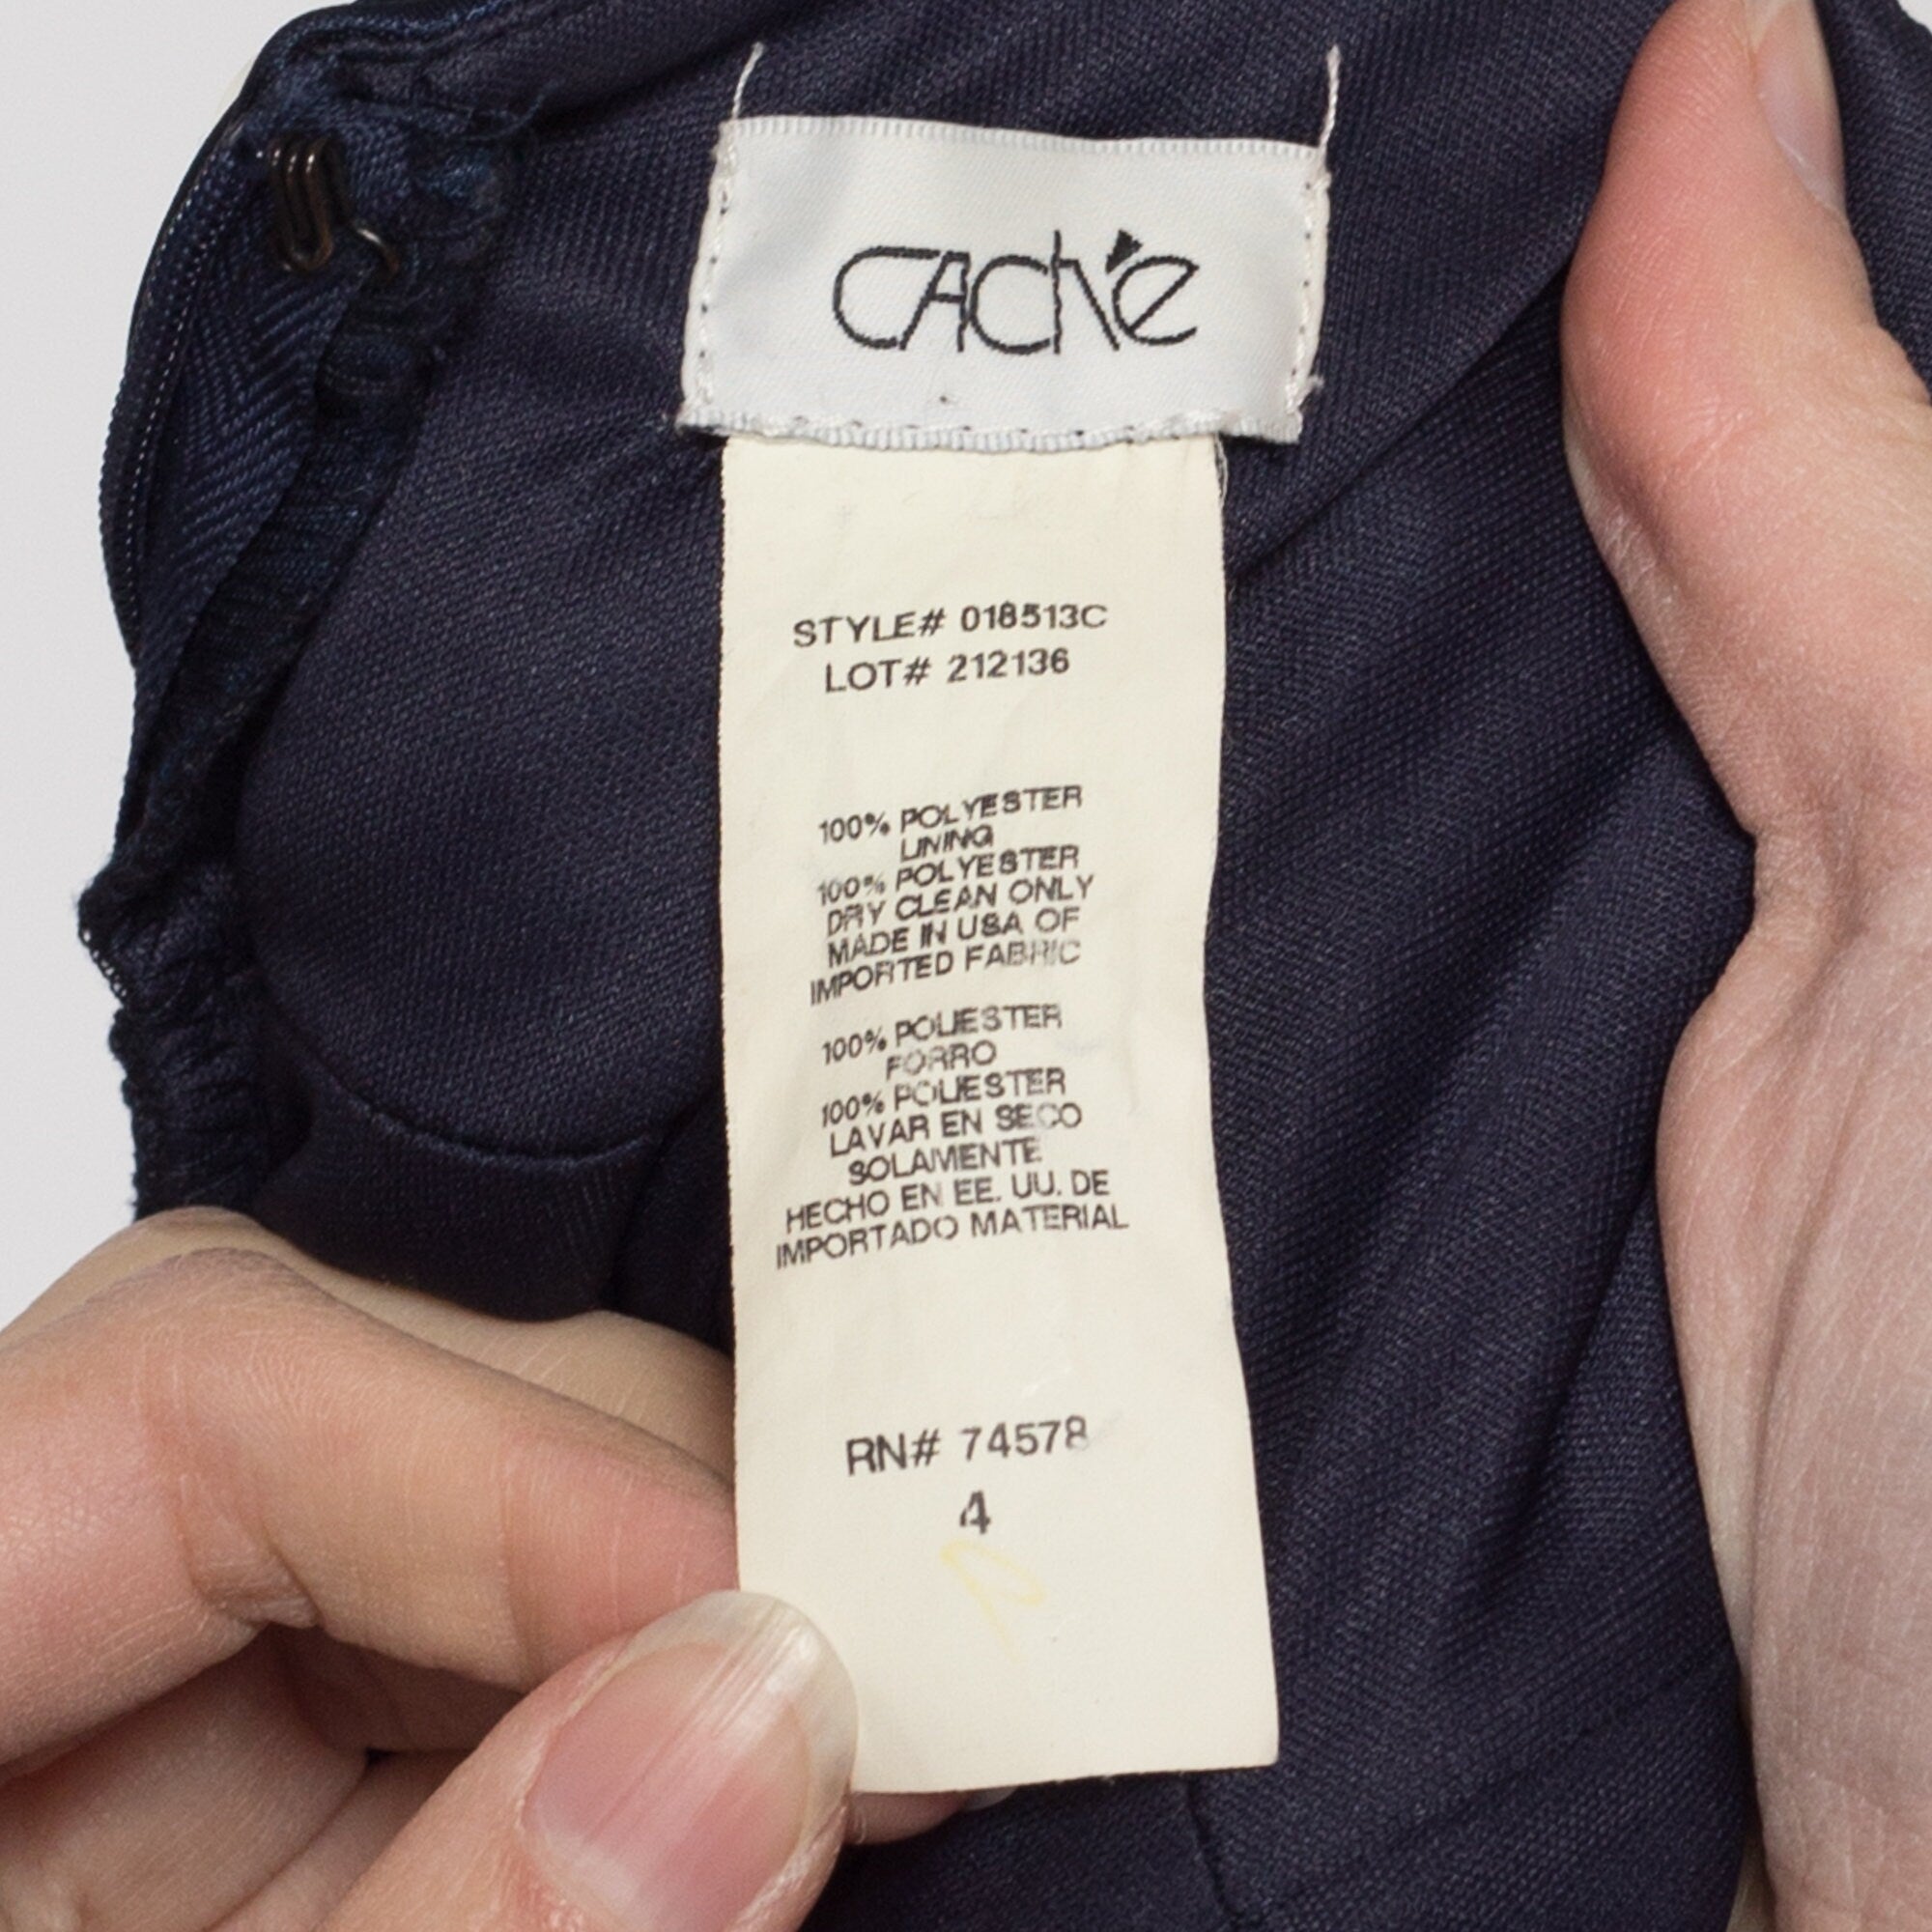 CACHÉ
STYLE# 018513C
LOT# 212136
100% POLYESTER
LINING
100% POLYESTER
DRY CLEAN ONLY
MADE IN USA OF
IMPORTED FABRIC
100% POLIESTER
FORRO
100% POLIESTER
LAVAR EN SECO
SOLAMENTE
HECHO EN EE. UU. DE
IMPORTADO MATERIAL
RN# 74578
4